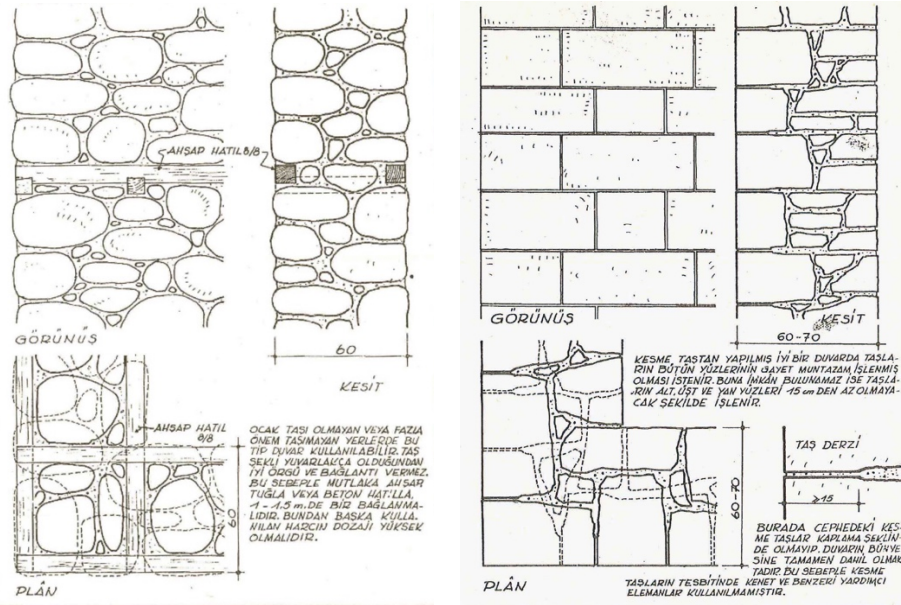 AHŞAP HATIL 8/8
GÖRÜNÜŞ
60
KESİT
AHŞAP HATIL
8/8
OCAK TAŞI OLMAYAN VEYA FAZLA
ÖNEM TAŞIMAYAN YERLERDE BU
TİP DUVAR KULLANILABİLİR. TAŞ
ŞEKLİ YUVARLAKÇA OLDUĞUNDAN
İYİ ÖRGÜ VE BAĞLANTI VERMEZ.
BU SEBEPLE MUTLAKA AHŞAP
TUĞLA VEYA BETON HATILLA,
1 - 1.5 m. DE BİR BAĞLANMA-
LIDIR. BUNDAN BAŞKA KULLA-
NILAN HARCIN DOZAJI YÜKSEK
OLMALIDIR.
60
PLÂN
GÖRÜNÜŞ
KESİT
60-70
KESME TAŞTAN YAPILMIŞ İYİ BİR DUVARDA TAŞLA-
RIN BÜTÜN YÜZLERİNİN GAYET MUNTAZAM İŞLENMİŞ
OLMASI İSTENİR. BUNA İMKÂN BULUNAMAZ İSE TAŞLA-
RIN ALT, ÜST VE YAN YÜZLERİ 15 cm DEN AZ OLMAYA-
CAK ŞEKİLDE İŞLENİR.
TAŞ DERZİ
≥15
60-70
BURADA CEPHEDEKİ KES-
ME TAŞLAR KAPLAMA ŞEKLİN-
DE OLMAYIP, DUVARIN BÜNYE-
SİNE TAMAMEN DAHİL OLMAK-
TADIR. BU SEBEPLE KESME
TAŞLARIN TESBİTİNDE KENET VE BENZERİ YARDIMCI
ELEMANLAR KULLANILMAMIŞTIR.
PLÂN